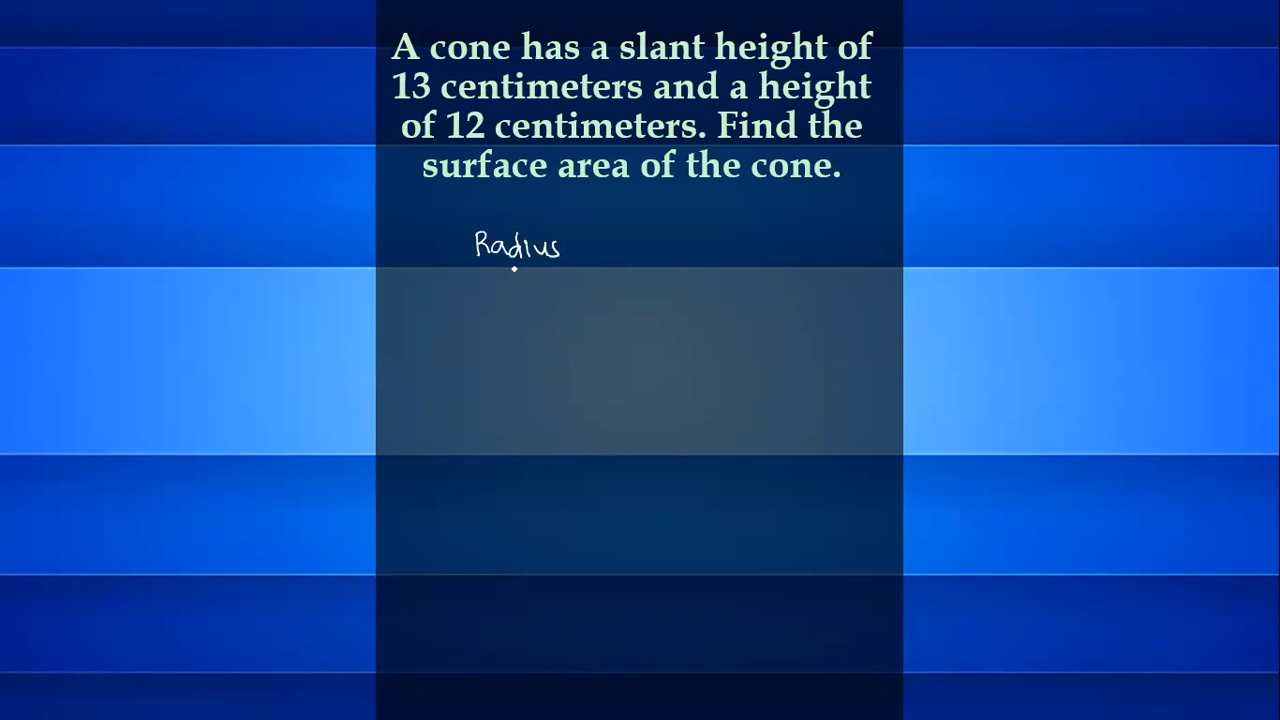 A cone has a slant height of
13 centimeters and a height
of 12 centimeters. Find the
surface area of the cone.
Radius